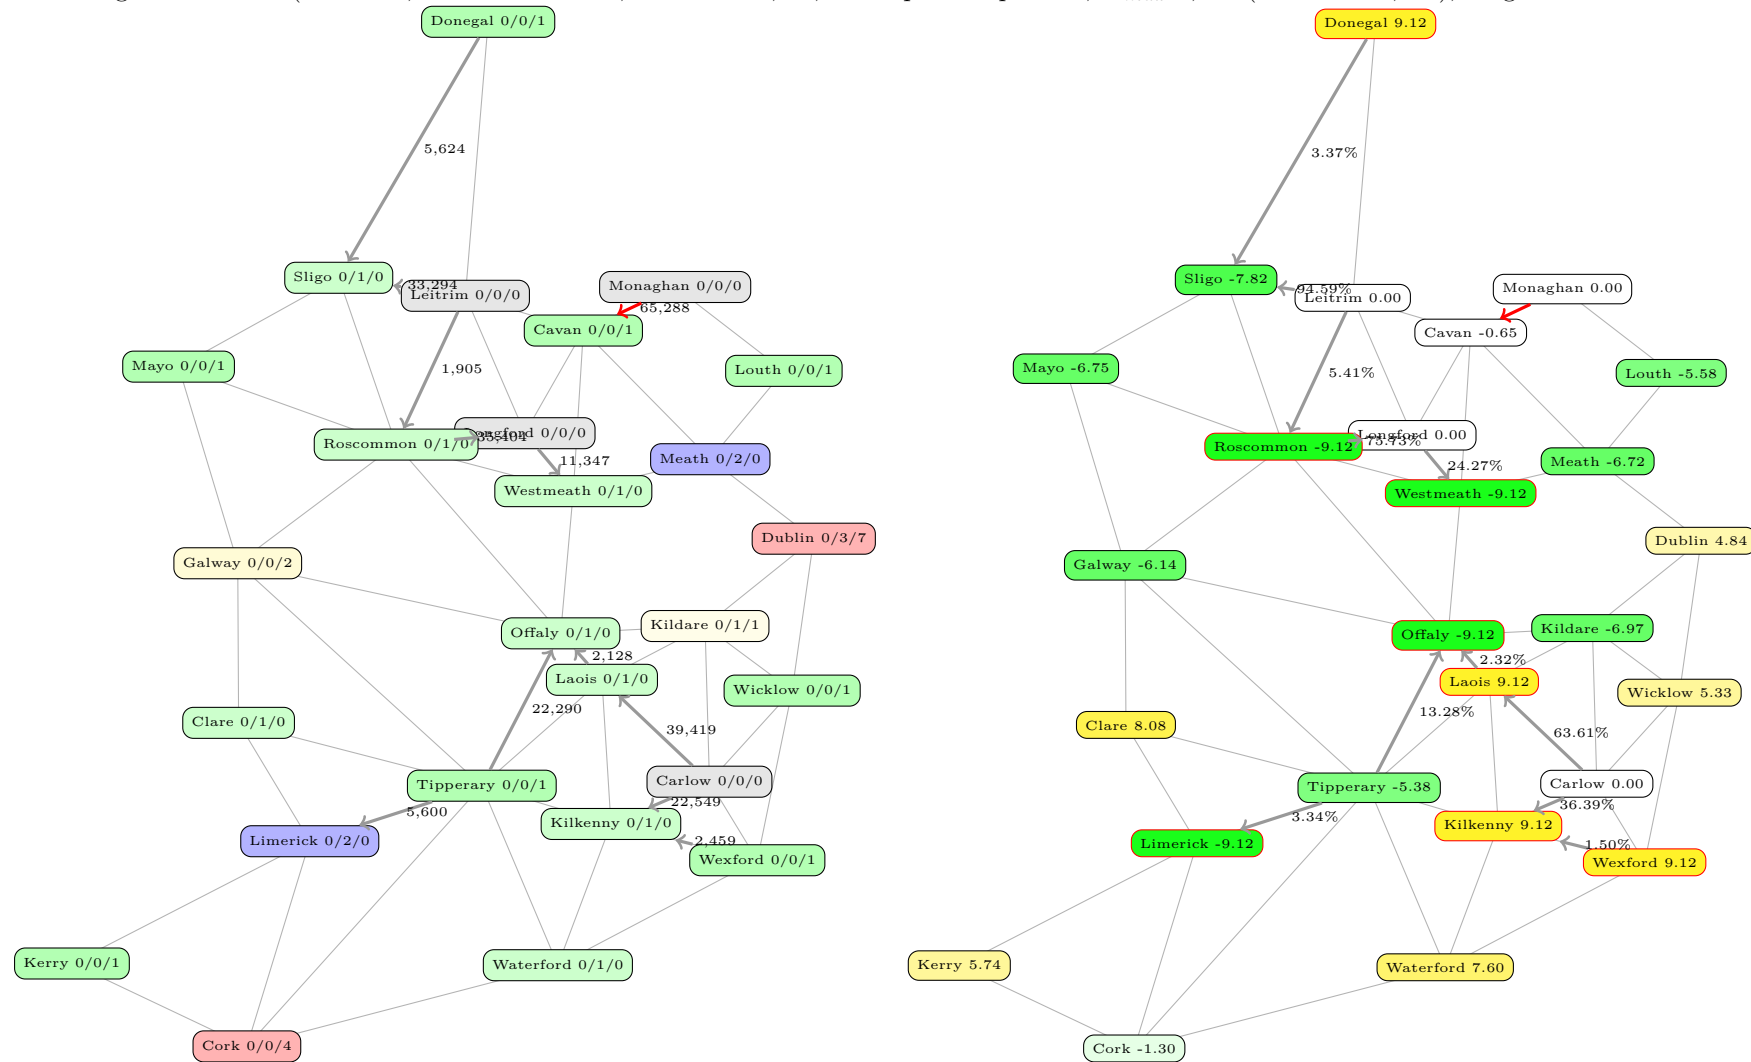 Donegal 0/0/1
5,624
Sligo 0/1/0
33,294
Leitrim 0/0/0
Monaghan 0/0/0
65,288
Cavan 0/0/1
Mayo 0/0/1
1,905
Louth 0/0/1
Longford 0/0/0
35,404
Roscommon 0/1/0
11,347
Meath 0/2/0
Westmeath 0/1/0
Dublin 0/3/7
Galway 0/0/2
Offaly 0/1/0
Kildare 0/1/1
2,128
Laois 0/1/0
Wicklow 0/0/1
22,290
Clare 0/1/0
39,419
Tipperary 0/0/1
Carlow 0/0/0
22,549
5,600
Kilkenny 0/1/0
Limerick 0/2/0
2,459
Wexford 0/0/1
Kerry 0/0/1
Waterford 0/1/0
Cork 0/0/4
Donegal 9.12
3.37%
Sligo -7.82
94.59%
Leitrim 0.00
Monaghan 0.00
Cavan -0.65
Mayo -6.75
5.41%
Louth -5.58
Longford 0.00
75.73%
Roscommon -9.12
24.27%
Meath -6.72
Westmeath -9.12
Dublin 4.84
Galway -6.14
Offaly -9.12
Kildare -6.97
2.32%
Laois 9.12
Wicklow 5.33
13.28%
Clare 8.08
63.61%
Tipperary -5.38
Carlow 0.00
36.39%
3.34%
Kilkenny 9.12
Limerick -9.12
1.50%
Wexford 9.12
Kerry 5.74
Waterford 7.60
Cork -1.30